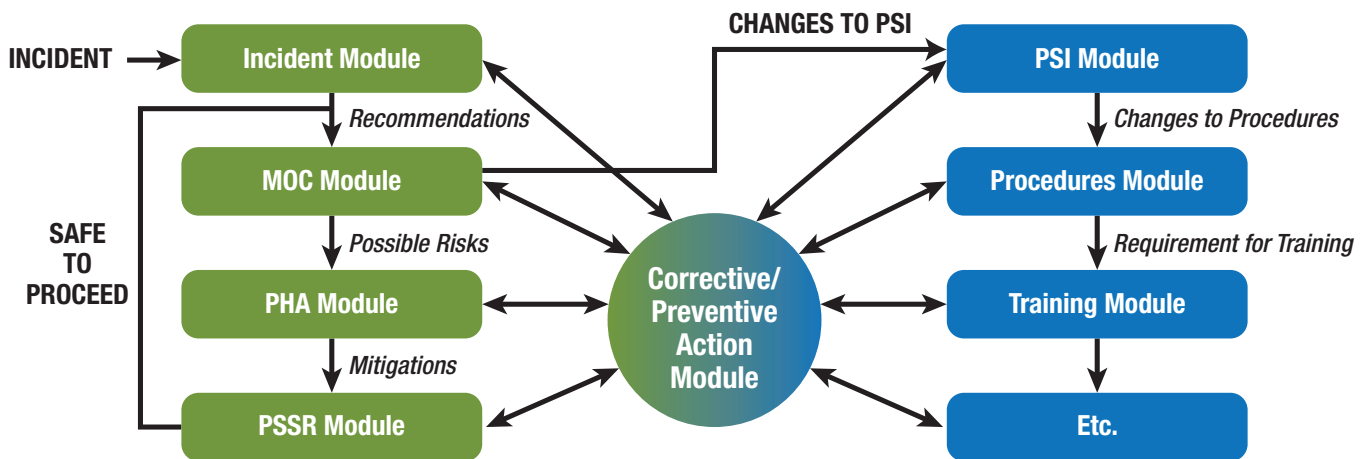 CHANGES TO PSI
INCIDENT
Incident Module
PSI Module
Recommendations
Changes to Procedures
MOC Module
Procedures Module
SAFE
TO
PROCEED
Possible Risks
Requirement for Training
Corrective/
Preventive
Action
Module
PHA Module
Training Module
Mitigations
PSSR Module
Etc.